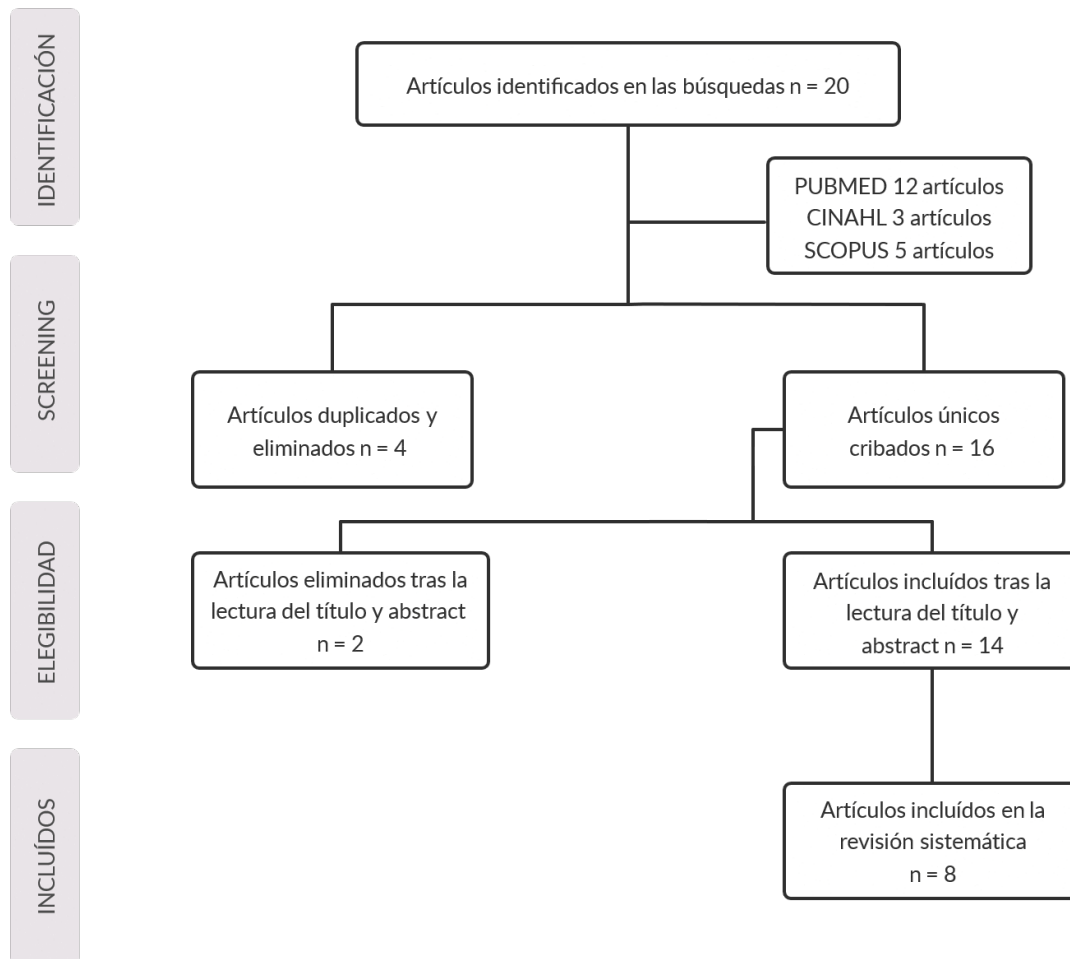 IDENTIFICACIÓN
Artículos identificados en las búsquedas n = 20
PUBMED 12 artículos
CINAHL 3 artículos
SCOPUS 5 artículos
SCREENING
Artículos duplicados y
eliminados n = 4
Artículos únicos
cribados n = 16
ELEGIBILIDAD
Artículos eliminados tras la
lectura del título y abstract
n = 2
Artículos incluídos tras la
lectura del título y
abstract n = 14
INCLUÍDOS
Artículos incluídos en la
revisión sistemática
n = 8